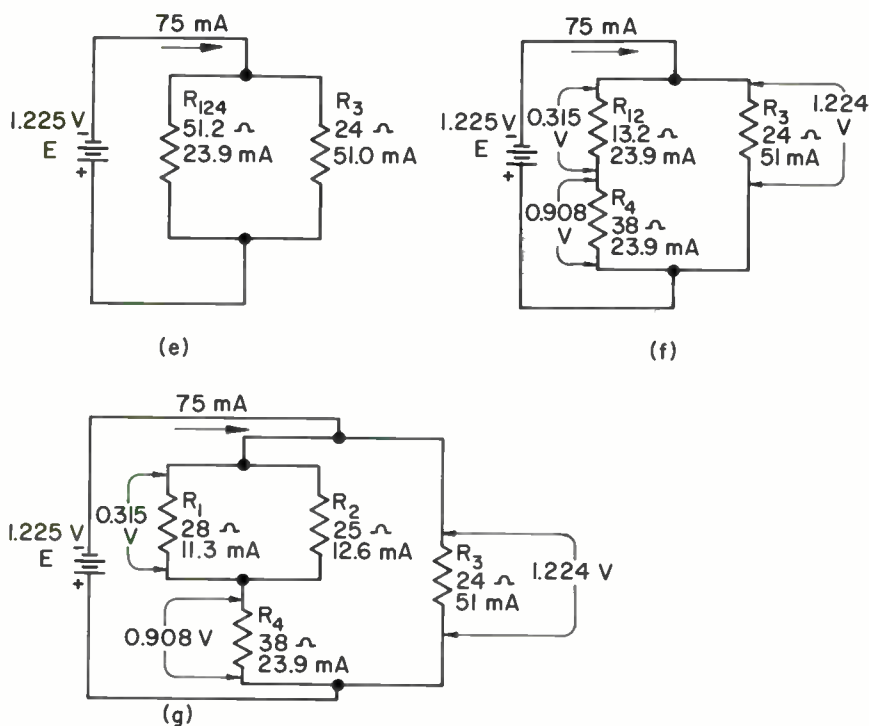 75 mA
1.225 V
E
-
+
R124
51.2 Ω
23.9 mA
R3
24 Ω
51.0 mA
(e)
75 mA
1.225 V
E
-
+
0.315
V
R12
13.2 Ω
23.9 mA
0.908
V
R4
38 Ω
23.9 mA
R3
24 Ω
51 mA
1.224
V
(f)
75 mA
1.225 V
E
-
+
0.315
V
R1
28 Ω
11.3 mA
R2
25 Ω
12.6 mA
0.908 V
R4
38 Ω
23.9 mA
R3
24 Ω
51 mA
1.224 V
(g)